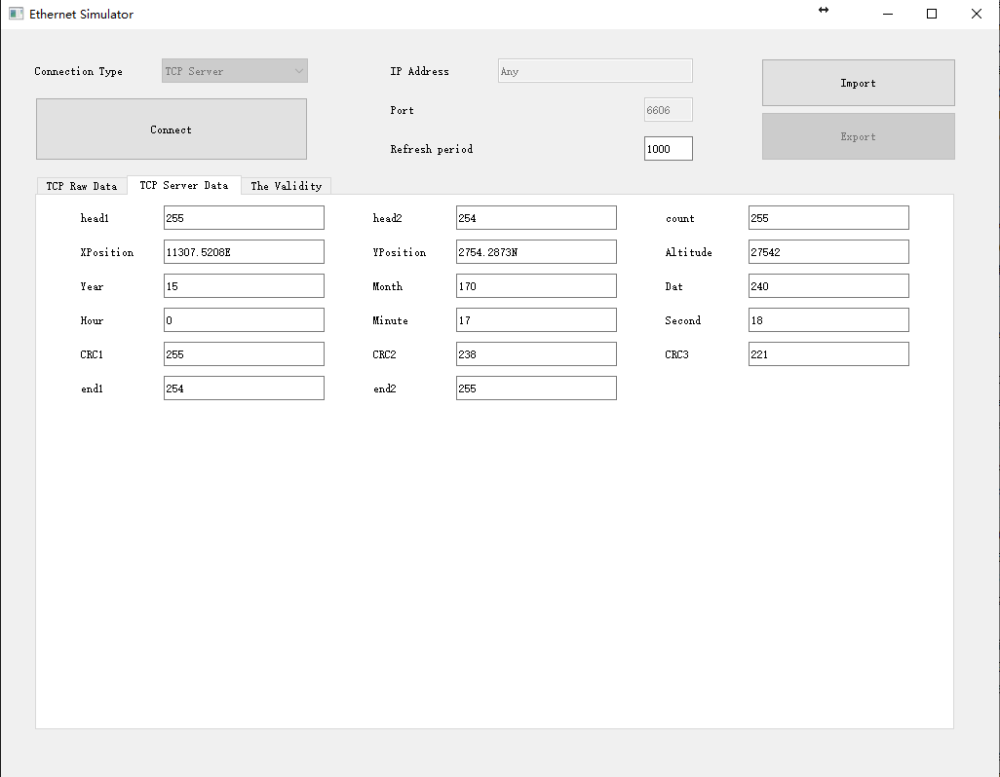 Ethernet Simulator
Connection Type TCP Server IP Address Any Import
Connect Port 6606 Export
Refresh period 1000
TCP Raw Data TCP Server Data The Validity
head1 255 head2 254 count 255
XPosition 11307.5208E YPosition 2754.2873N Altitude 27542
Year 15 Month 170 Dat 240
Hour 0 Minute 17 Second 18
CRC1 255 CRC2 238 CRC3 221
end1 254 end2 255